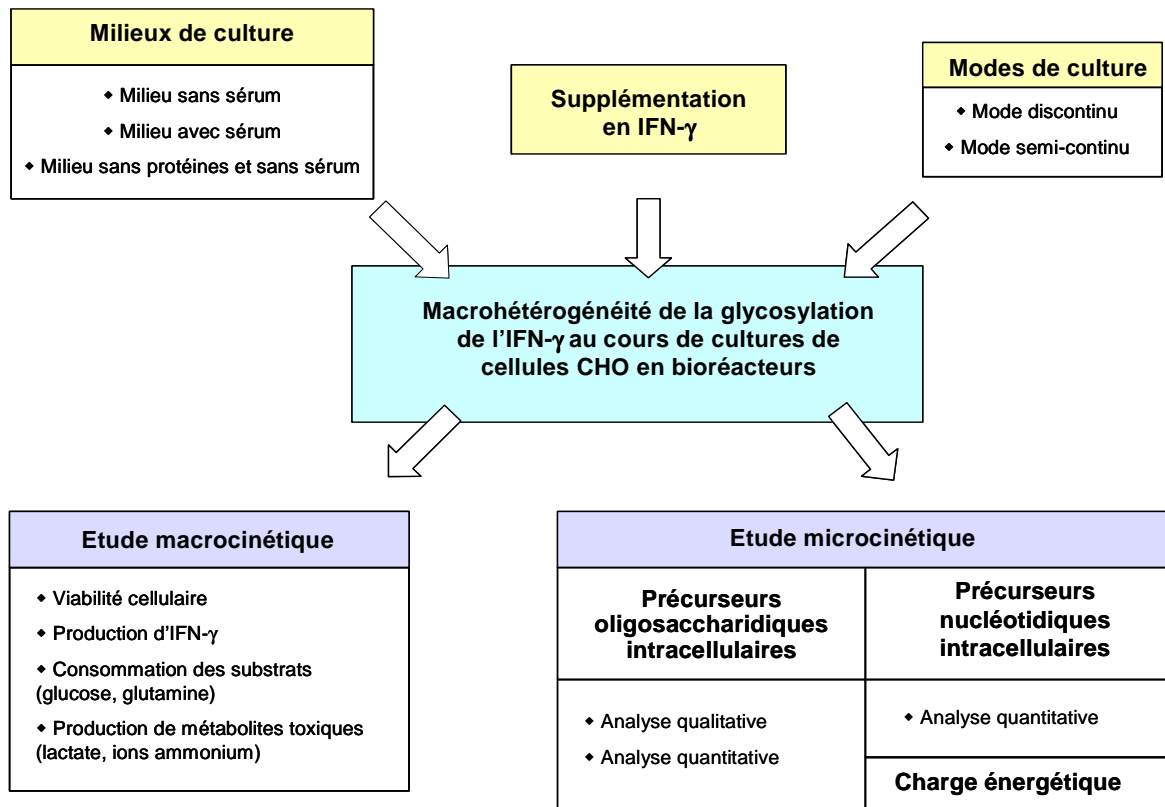 Milieux de culture
◆ Milieu sans sérum
◆ Milieu avec sérum
◆ Milieu sans protéines et sans sérum
Supplémentation
en IFN-γ
Modes de culture
◆ Mode discontinu
◆ Mode semi-continu
Macrohétérogénéité de la glycosylation
de l'IFN-γ au cours de cultures de
cellules CHO en bioréacteurs
Etude macrocinétique
◆ Viabilité cellulaire
◆ Production d'IFN-γ
◆ Consommation des substrats
(glucose, glutamine)
◆ Production de métabolites toxiques
(lactate, ions ammonium)
Etude microcinétique
Précurseurs
oligosaccharidiques
intracellulaires
◆ Analyse qualitative
◆ Analyse quantitative
Précurseurs
nucléotidiques
intracellulaires
◆ Analyse quantitative
Charge énergétique